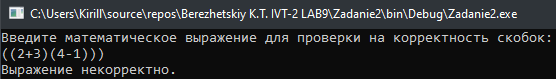 C:\Users\Kirill\source\repos\Berezhetskiy K.T. IVT-2 LAB9\Zadanie2\bin\Debug\Zadanie2.exe
Введите математическое выражение для проверки на корректность скобок:
((2+3)(4-1)))
Выражение некорректно.